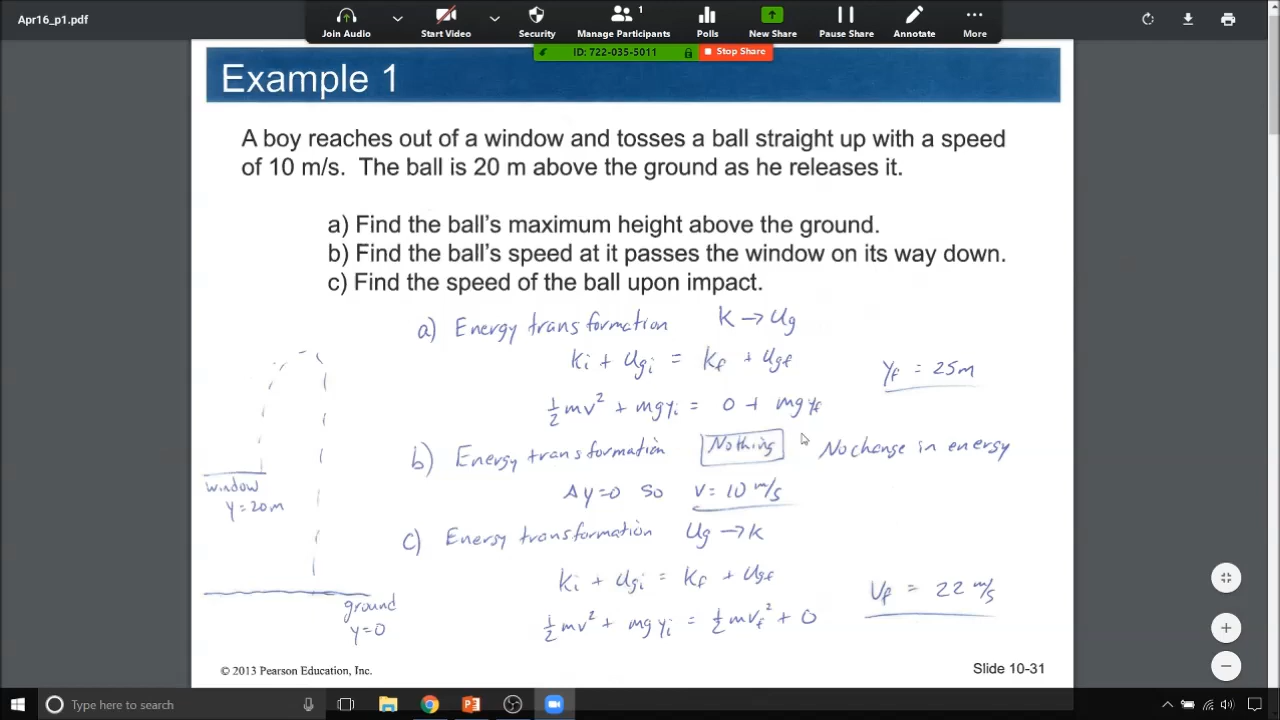 Apr16_p1.pdf
Join Audio
Start Video
Security
1
Manage Participants
Polls
New Share
Pause Share
Annotate
More
ID: 722-035-5011
Stop Share
Example 1
A boy reaches out of a window and tosses a ball straight up with a speed
of 10 m/s. The ball is 20 m above the ground as he releases it.
a) Find the ball's maximum height above the ground.
b) Find the ball's speed at it passes the window on its way down.
c) Find the speed of the ball upon impact.
a) Energy transformation K → Ug
Ki + Ugi = Kf + Ugf
yf = 25m
½mv² + mgyi = 0 + mgyf
b) Energy transformation Nothing No change in energy
Δy=0 so v = 10 m/s
window
y = 20m
c) Energy transformation Ug → K
Ki + Ugi = Kf + Ugf
Vf = 22 m/s
½mv² + mgyi = ½mvf² + 0
ground
y=0
© 2013 Pearson Education, Inc.
Slide 10-31
Type here to search